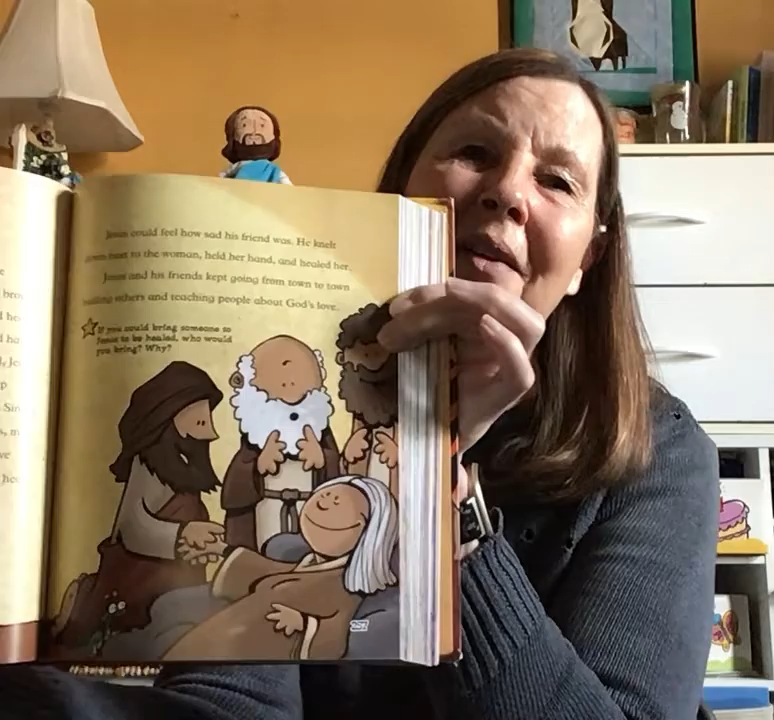 Jesus could feel how sad his friend was. He knelt
down next to the woman, held her hand, and healed her.
Jesus and his friends kept going from town to town
healing others and teaching people about God's love.
If you could bring someone to
Jesus to be healed, who would
you bring? Why?
257